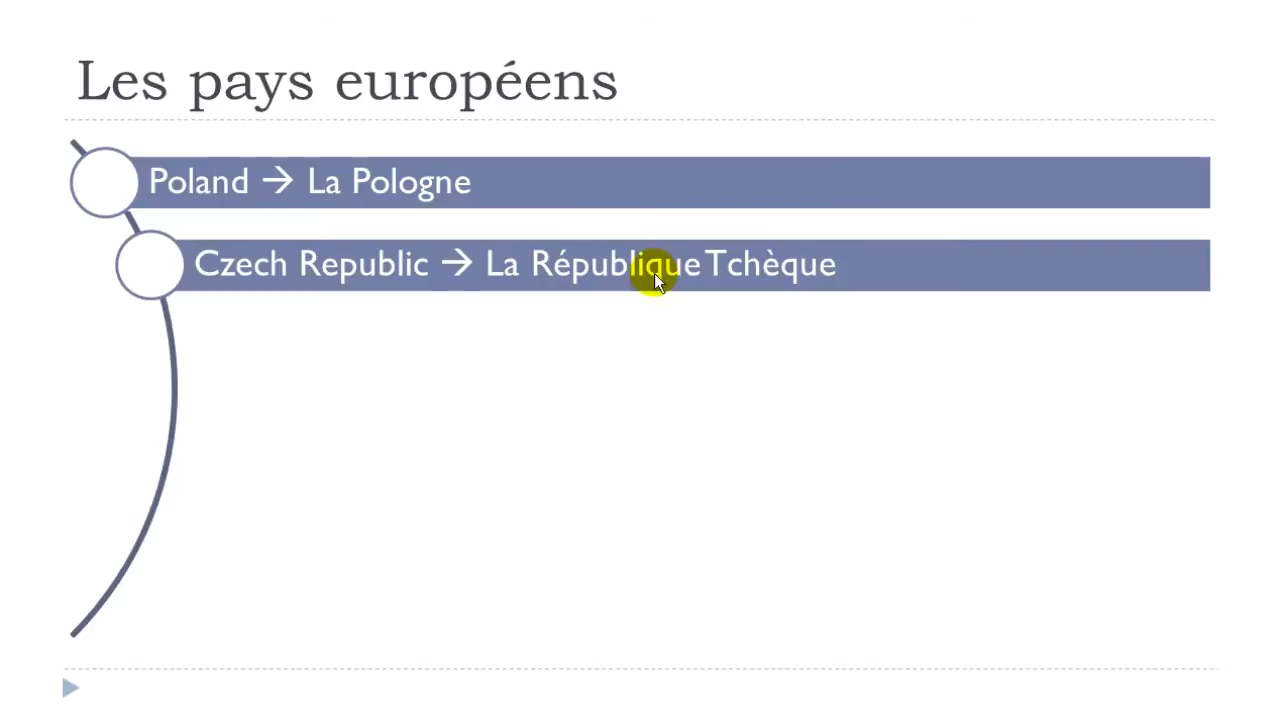 Les pays européens
Poland → La Pologne
Czech Republic → La République Tchèque